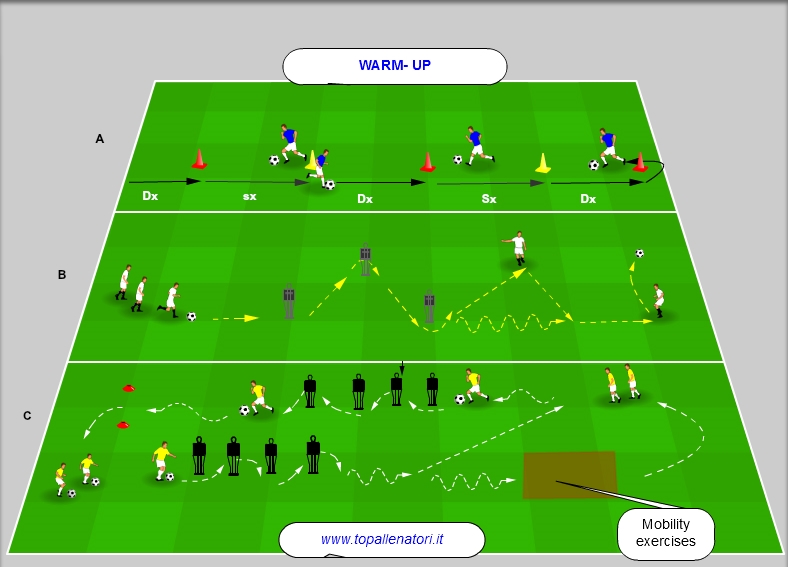 WARM- UP
A
Dx sx Dx Sx Dx
B
C
Mobility
exercises
www.topallenatori.it